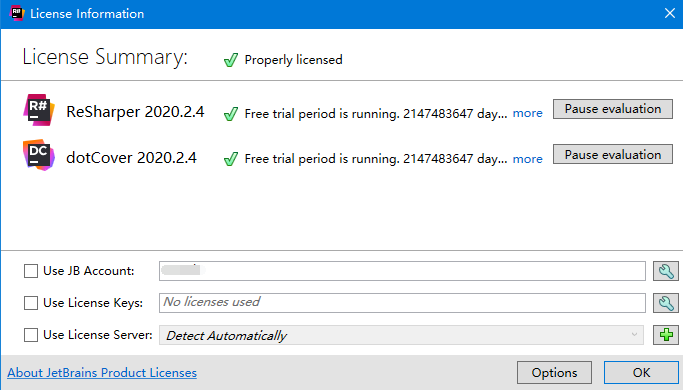 License Information
License Summary:
Properly licensed
R#
ReSharper 2020.2.4
Free trial period is running. 2147483647 day... more
Pause evaluation
DC
dotCover 2020.2.4
Free trial period is running. 2147483647 day... more
Pause evaluation
Use JB Account:
Use License Keys:
No licenses used
Use License Server:
Detect Automatically
About JetBrains Product Licenses
Options
OK